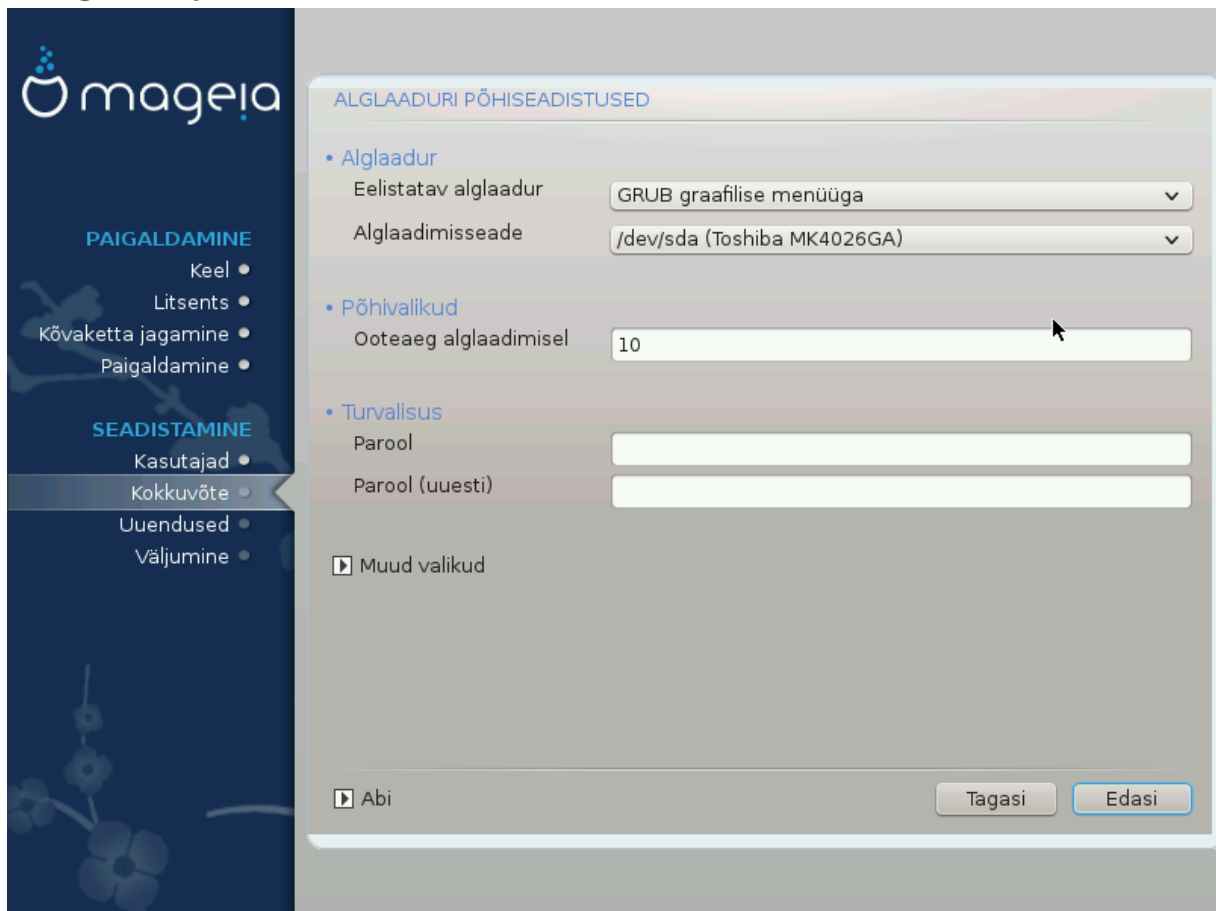 mageia
PAIGALDAMINE
Keel
Litsents
Kõvaketta jagamine
Paigaldamine
SEADISTAMINE
Kasutajad
Kokkuvõte
Uuendused
Väljumine
ALGLAADURI PÕHISEADISTUSED
• Alglaadur
Eelistatav alglaadur
GRUB graafilise menüüga
Alglaadimisseade
/dev/sda (Toshiba MK4026GA)
• Põhivalikud
Ooteaeg alglaadimisel
10
• Turvalisus
Parool
Parool (uuesti)
Muud valikud
Abi
Tagasi
Edasi